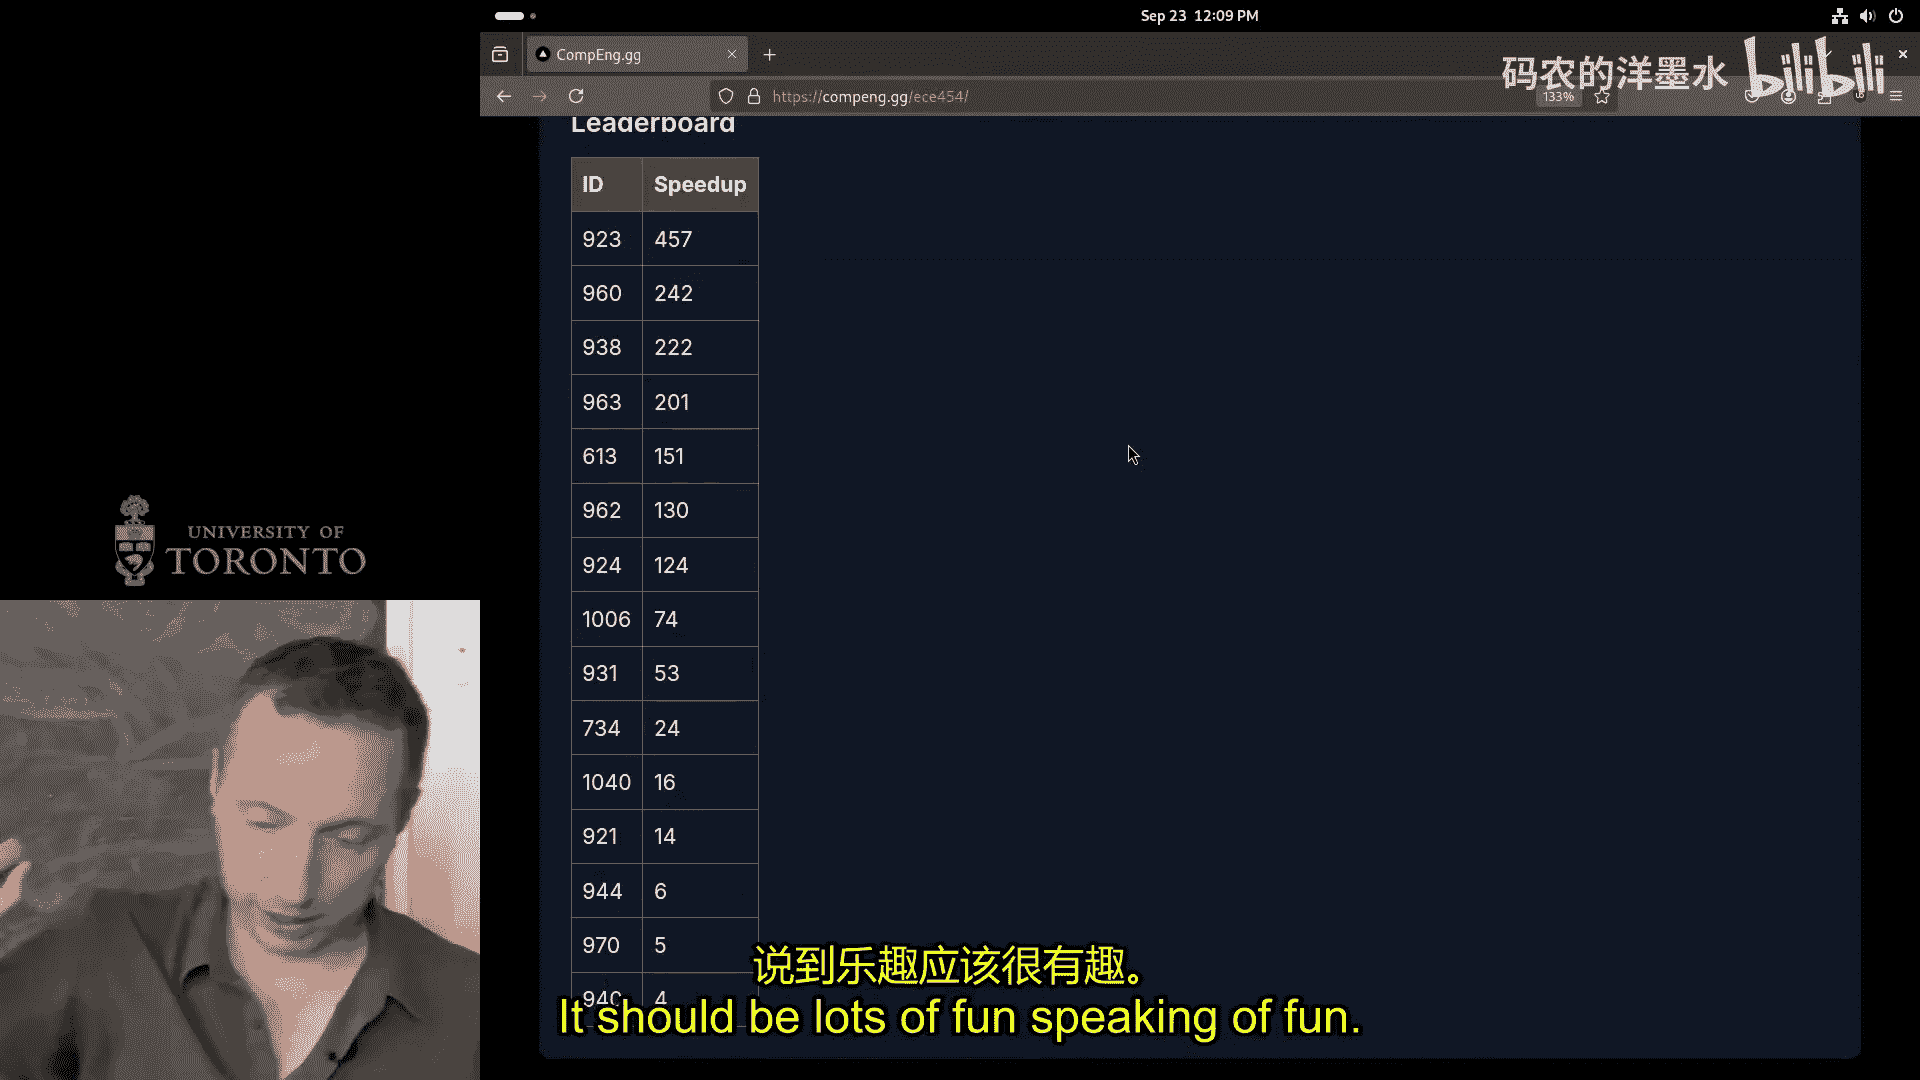 Sep 23 12:09 PM
CompEng.gg
码农的洋墨水 bilibili
https://compeng.gg/ece454/
133%
Leaderboard
ID Speedup
923 457
960 242
938 222
963 201
613 151
962 130
924 124
1006 74
931 53
734 24
1040 16
921 14
944 6
970 5
940 4
UNIVERSITY OF
TORONTO
说到乐趣应该很有趣。
It should be lots of fun speaking of fun.